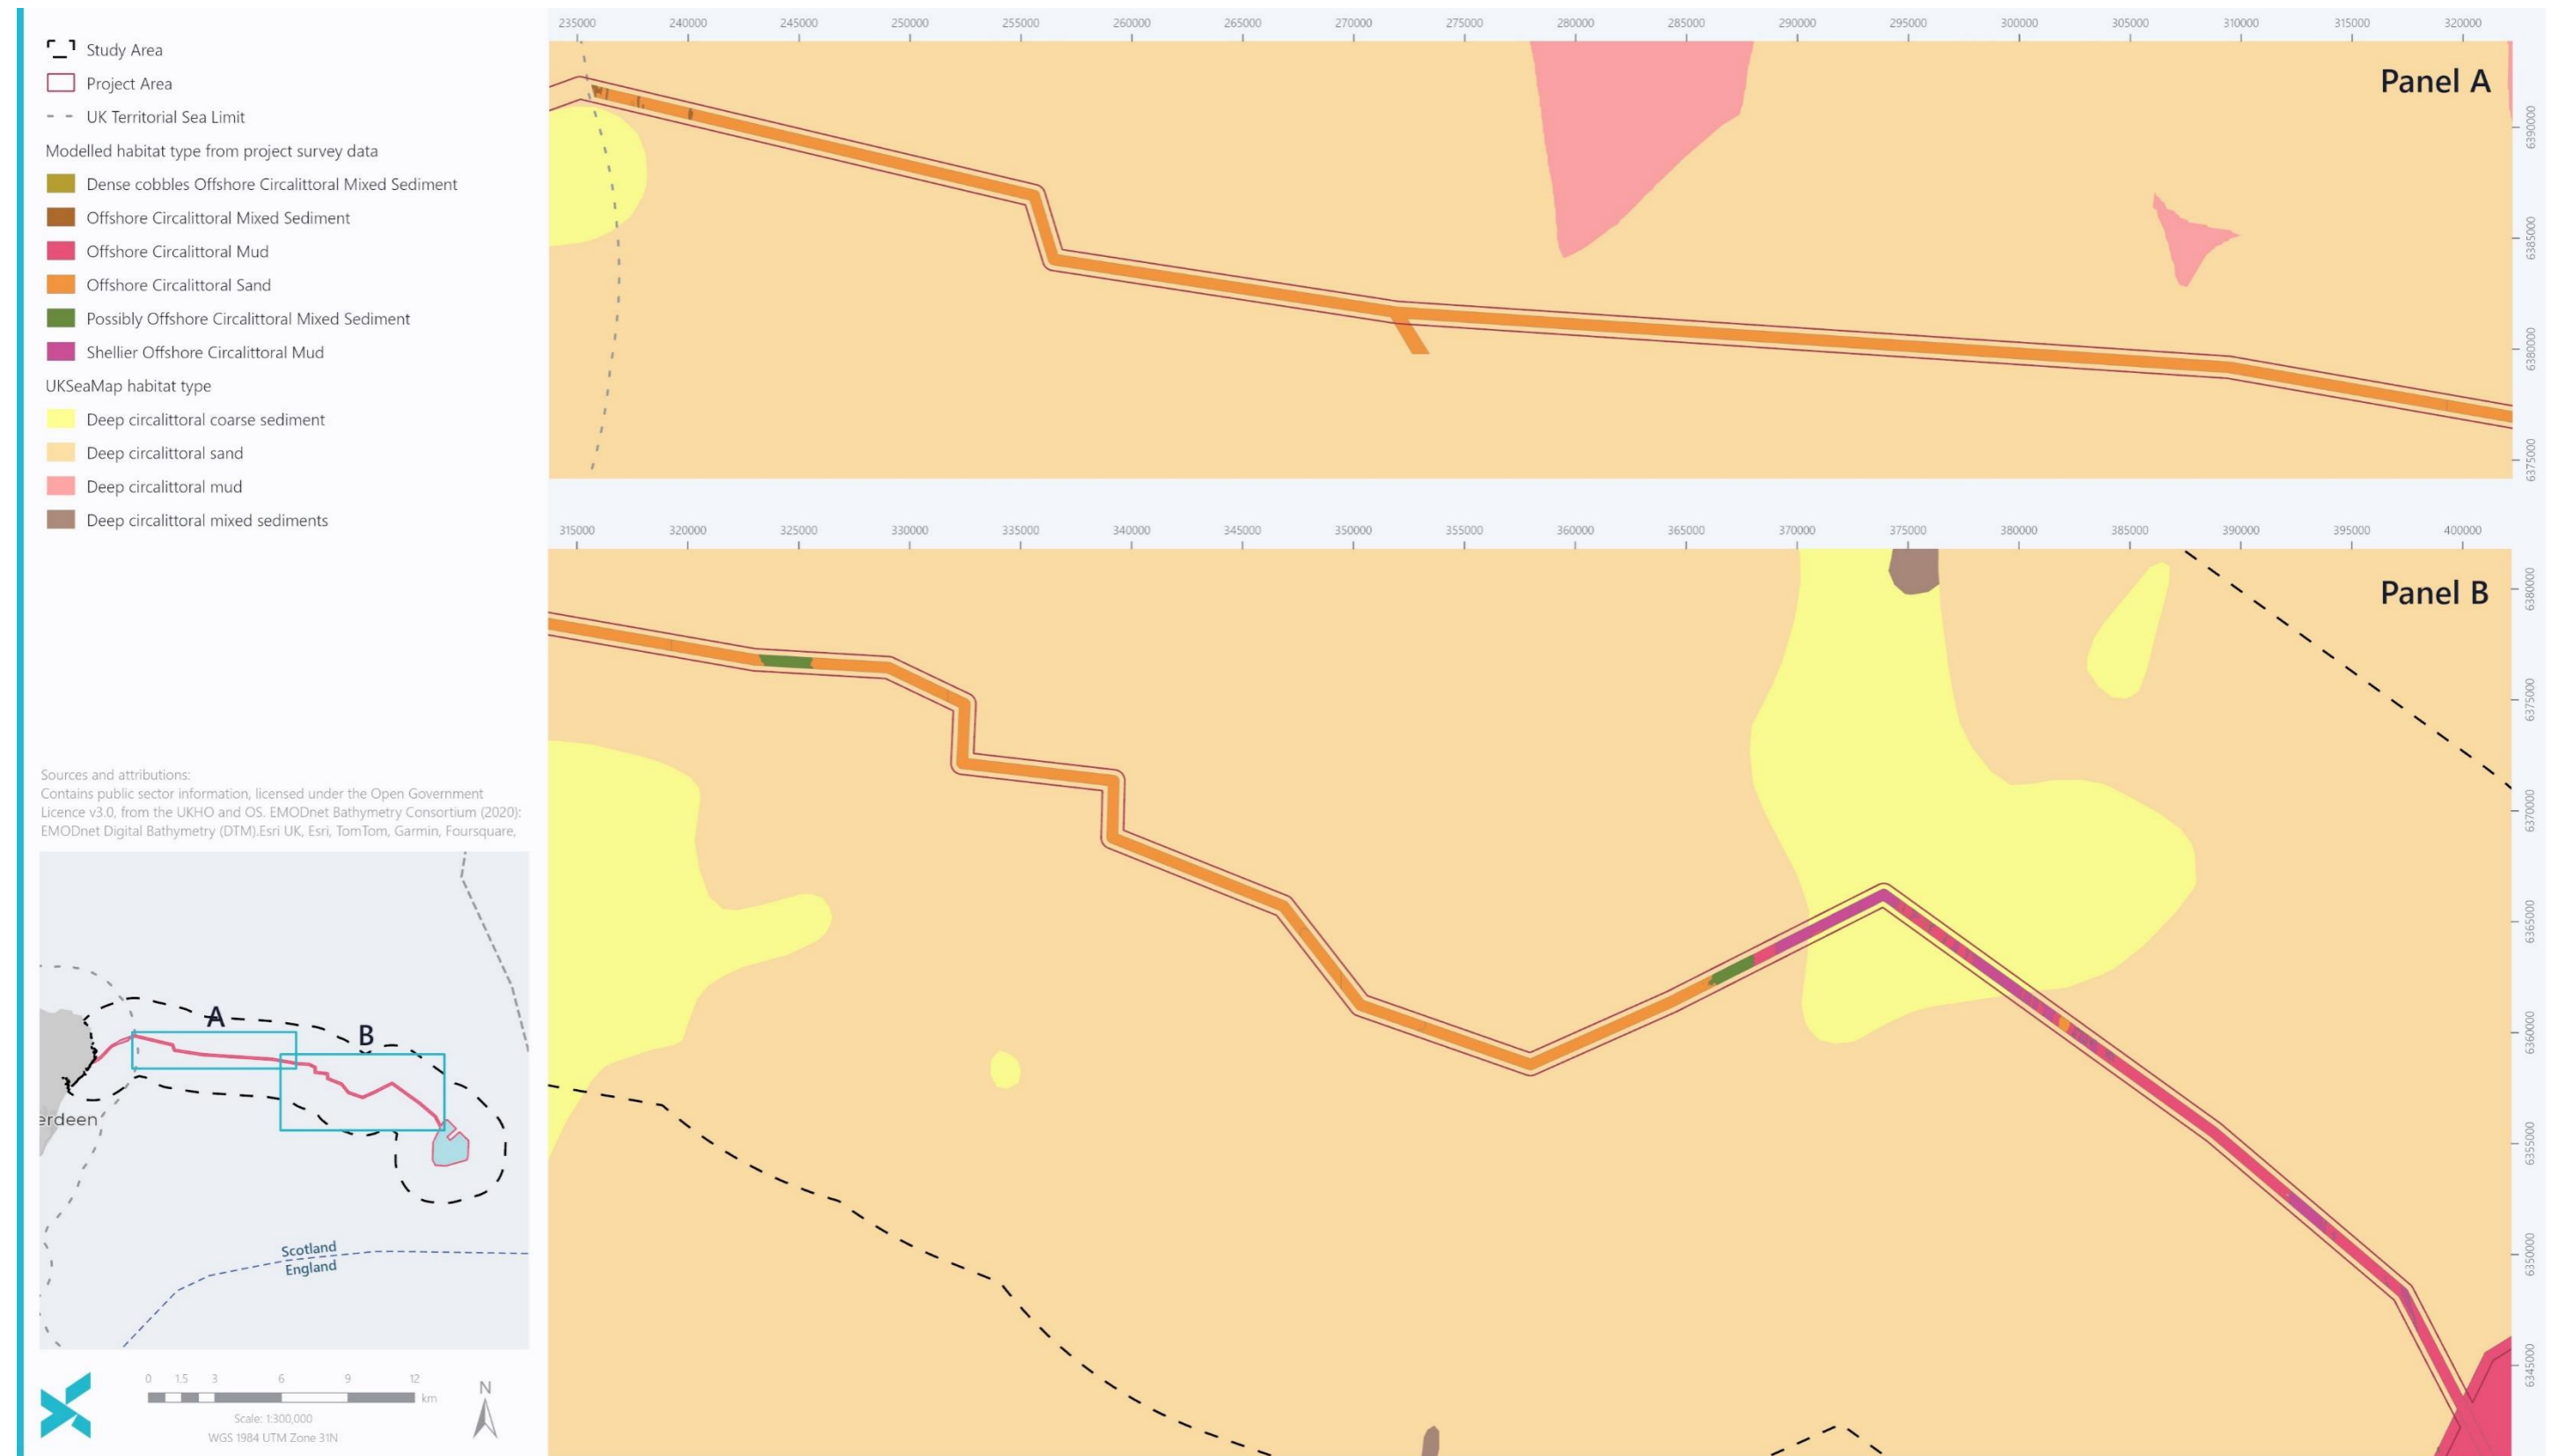 Study Area
Project Area
UK Territorial Sea Limit
Modelled habitat type from project survey data
Dense cobbles Offshore Circalittoral Mixed Sediment
Offshore Circalittoral Mixed Sediment
Offshore Circalittoral Mud
Offshore Circalittoral Sand
Possibly Offshore Circalittoral Mixed Sediment
Shellier Offshore Circalittoral Mud
UKSeaMap habitat type
Deep circalittoral coarse sediment
Deep circalittoral sand
Deep circalittoral mud
Deep circalittoral mixed sediments
Sources and attributions:
Contains public sector information, licensed under the Open Government
Licence v3.0, from the UKHO and OS. EMODnet Bathymetry Consortium (2020):
EMODnet Digital Bathymetry (DTM).Esri UK, Esri, TomTom, Garmin, Foursquare,
A
B
erdeen
Scotland
England
0 1.5 3 6 9 12
km
Scale: 1:300,000
WGS 1984 UTM Zone 31N
N
235000 240000 245000 250000 255000 260000 265000 270000 275000 280000 285000 290000 295000 300000 305000 310000 315000 320000
Panel A
6390000
6385000
6380000
6375000
315000 320000 325000 330000 335000 340000 345000 350000 355000 360000 365000 370000 375000 380000 385000 390000 395000 400000
Panel B
6380000
6375000
6370000
6365000
6360000
6355000
6350000
6345000